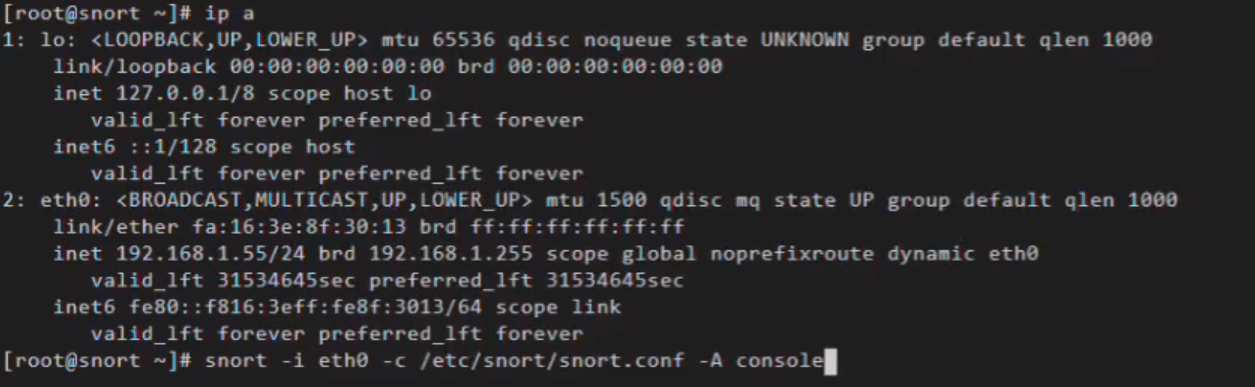 [root@snort ~]# ip a
1: lo: <LOOPBACK,UP,LOWER_UP> mtu 65536 qdisc noqueue state UNKNOWN group default qlen 1000
    link/loopback 00:00:00:00:00:00 brd 00:00:00:00:00:00
    inet 127.0.0.1/8 scope host lo
       valid_lft forever preferred_lft forever
    inet6 ::1/128 scope host
       valid_lft forever preferred_lft forever
2: eth0: <BROADCAST,MULTICAST,UP,LOWER_UP> mtu 1500 qdisc mq state UP group default qlen 1000
    link/ether fa:16:3e:8f:30:13 brd ff:ff:ff:ff:ff:ff
    inet 192.168.1.55/24 brd 192.168.1.255 scope global noprefixroute dynamic eth0
       valid_lft 31534645sec preferred_lft 31534645sec
    inet6 fe80::f816:3eff:fe8f:3013/64 scope link
       valid_lft forever preferred_lft forever
[root@snort ~]# snort -i eth0 -c /etc/snort/snort.conf -A console